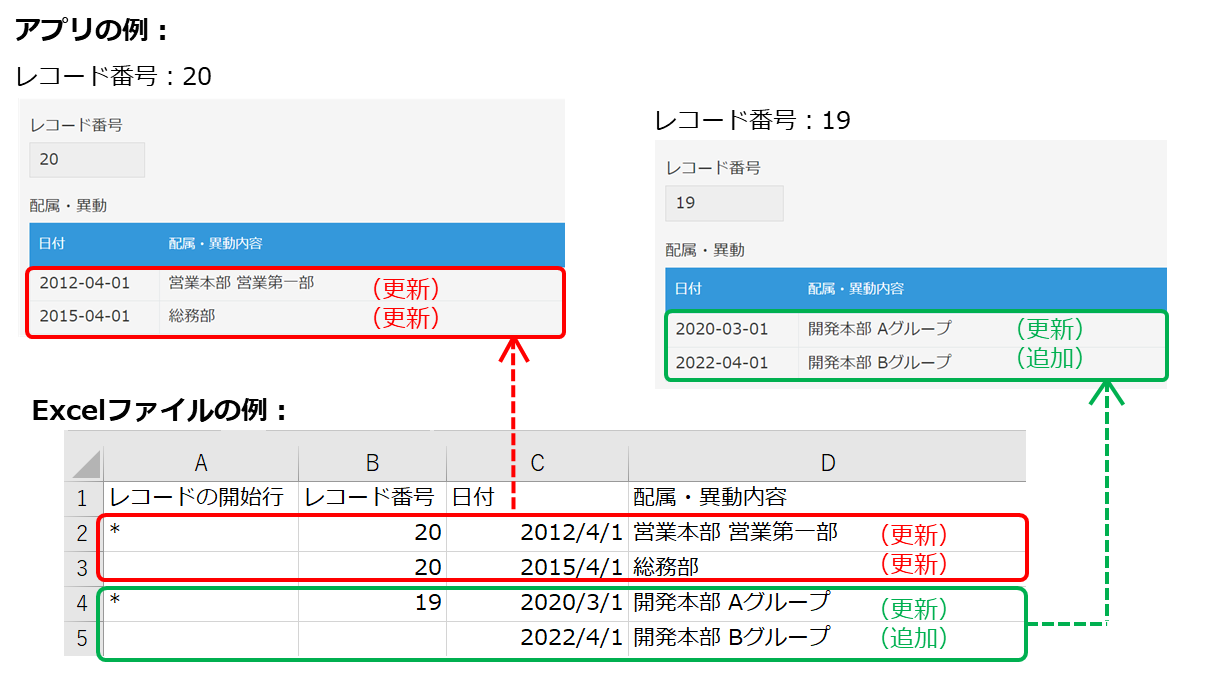 アプリの例：
レコード番号：20
レコード番号
20
配属・異動
日付 配属・異動内容
2012-04-01 営業本部 営業第一部 （更新）
2015-04-01 総務部 （更新）
レコード番号：19
レコード番号
19
配属・異動
日付 配属・異動内容
2020-03-01 開発本部 Aグループ （更新）
2022-04-01 開発本部 Bグループ （追加）
Excelファイルの例：
A B C D
1 レコードの開始行 レコード番号 日付 配属・異動内容
2 * 20 2012/4/1 営業本部 営業第一部 （更新）
3 20 2015/4/1 総務部 （更新）
4 * 19 2020/3/1 開発本部 Aグループ （更新）
5 2022/4/1 開発本部 Bグループ （追加）